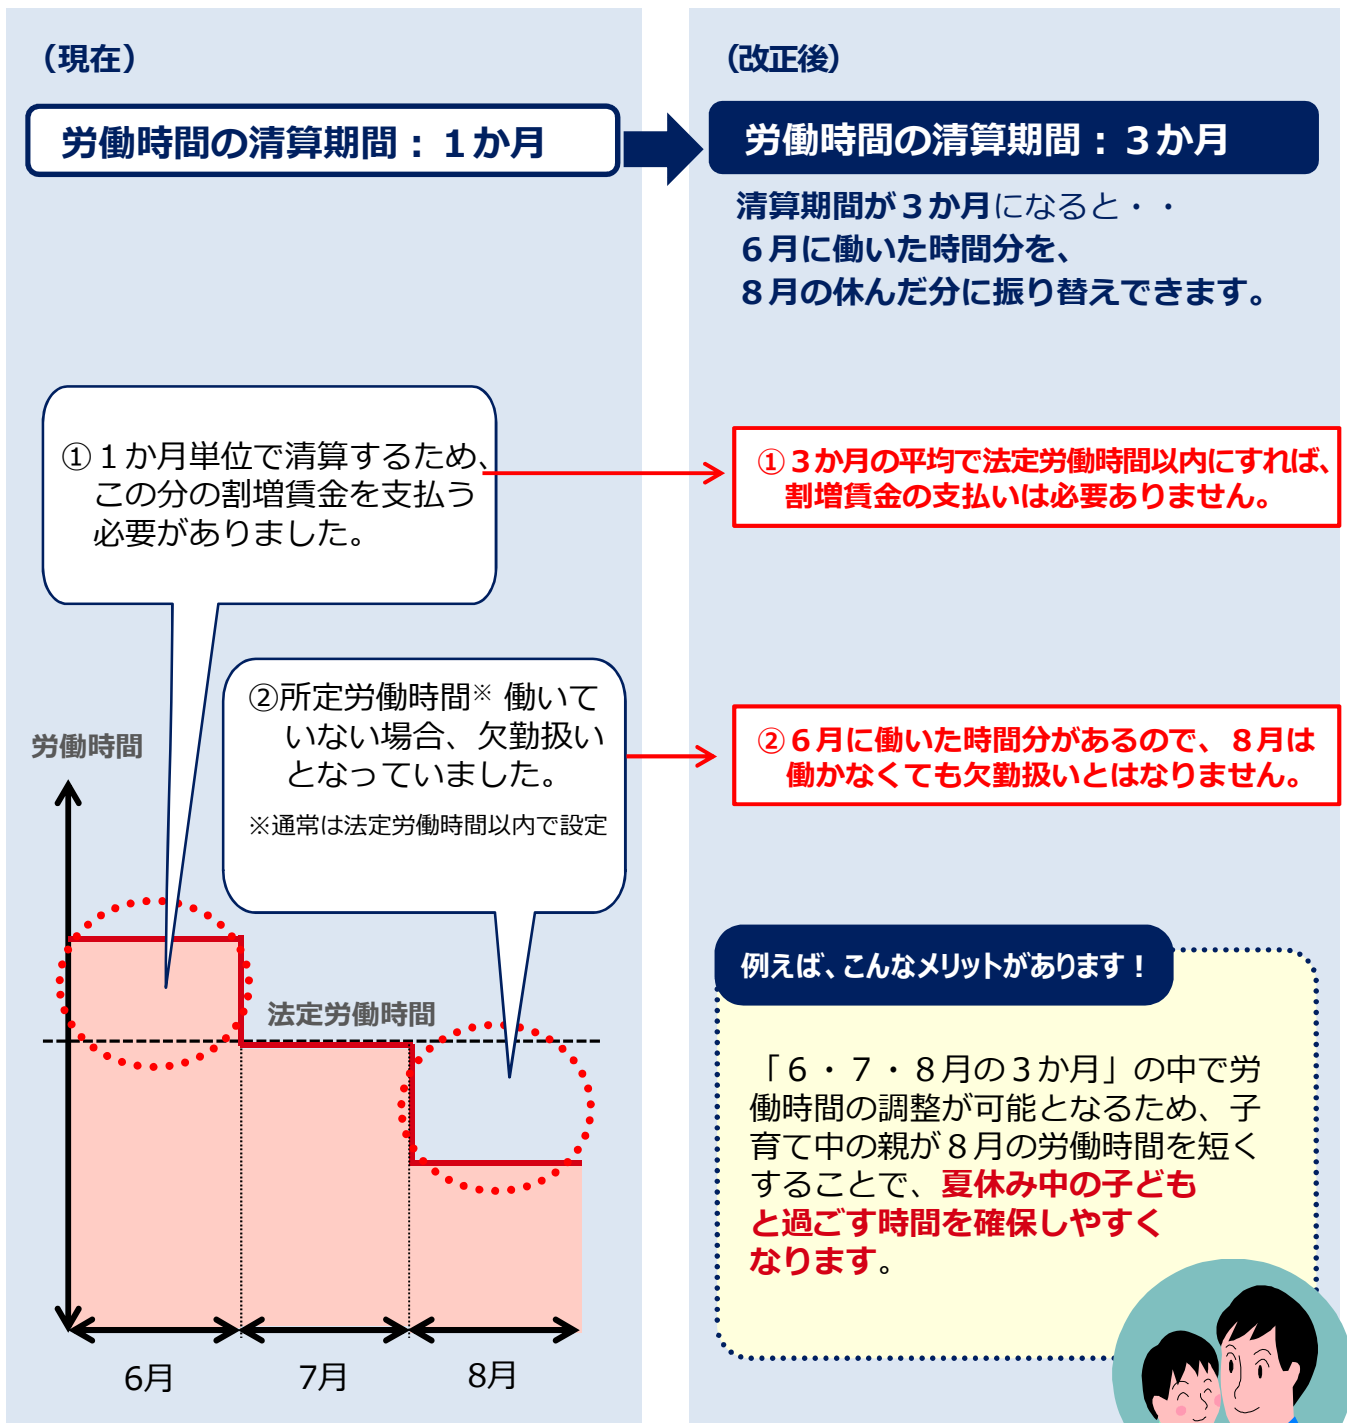 （現在）
労働時間の清算期間：１か月
①１か月単位で清算するため、
この分の割増賃金を支払う
必要がありました。
②所定労働時間※ 働いて
いない場合、欠勤扱い
となっていました。
※通常は法定労働時間以内で設定
労働時間
法定労働時間
6月
7月
8月
（改正後）
労働時間の清算期間：３か月
清算期間が３か月になると・・
６月に働いた時間分を、
８月の休んだ分に振り替えできます。
①３か月の平均で法定労働時間以内にすれば、
割増賃金の支払いは必要ありません。
②６月に働いた時間分があるので、８月は
働かなくても欠勤扱いとはなりません。
例えば、こんなメリットがあります！
「６・７・８月の３か月」の中で労
働時間の調整が可能となるため、子
育て中の親が８月の労働時間を短く
することで、夏休み中の子ども
と過ごす時間を確保しやすく
なります。